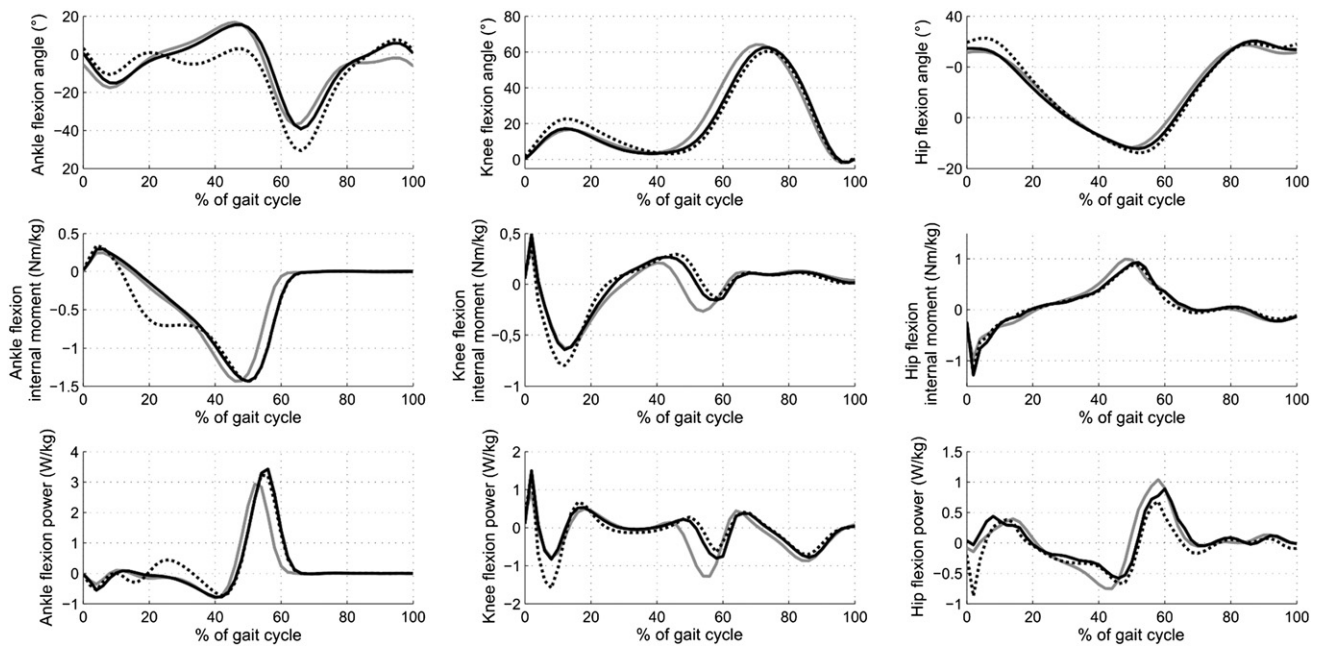 Ankle flexion angle (°)
20
0
−20
−40
20
0 20 40 60 80 100
% of gait cycle
Knee flexion angle (°)
80
60
40
20
0
0 20 40 60 80 100
% of gait cycle
Hip flexion angle (°)
40
−0
0
−20
0 20 40 60 80 100
% of gait cycle
Ankle flexion
internal moment (Nm/kg)
0.5
0
−0.5
−1
−1.5
0 20 40 60 80 100
% of gait cycle
Knee flexion
internal moment (Nm/kg)
0.5
0
−0.5
−1
0 20 40 60 80 100
% of gait cycle
Hip flexion
internal moment (Nm/kg)
1
0
−1
0 20 40 60 80 100
% of gait cycle
Ankle flexion power (W/kg)
4
3
2
1
0
−1
0 20 40 60 80 100
% of gait cycle
Knee flexion power (W/kg)
2
1
0
−1
−2
0 20 40 60 80 100
% of gait cycle
Hip flexion power (W/kg)
1.5
1
0.5
0
−0.5
−1
0 20 40 60 80 100
% of gait cycle